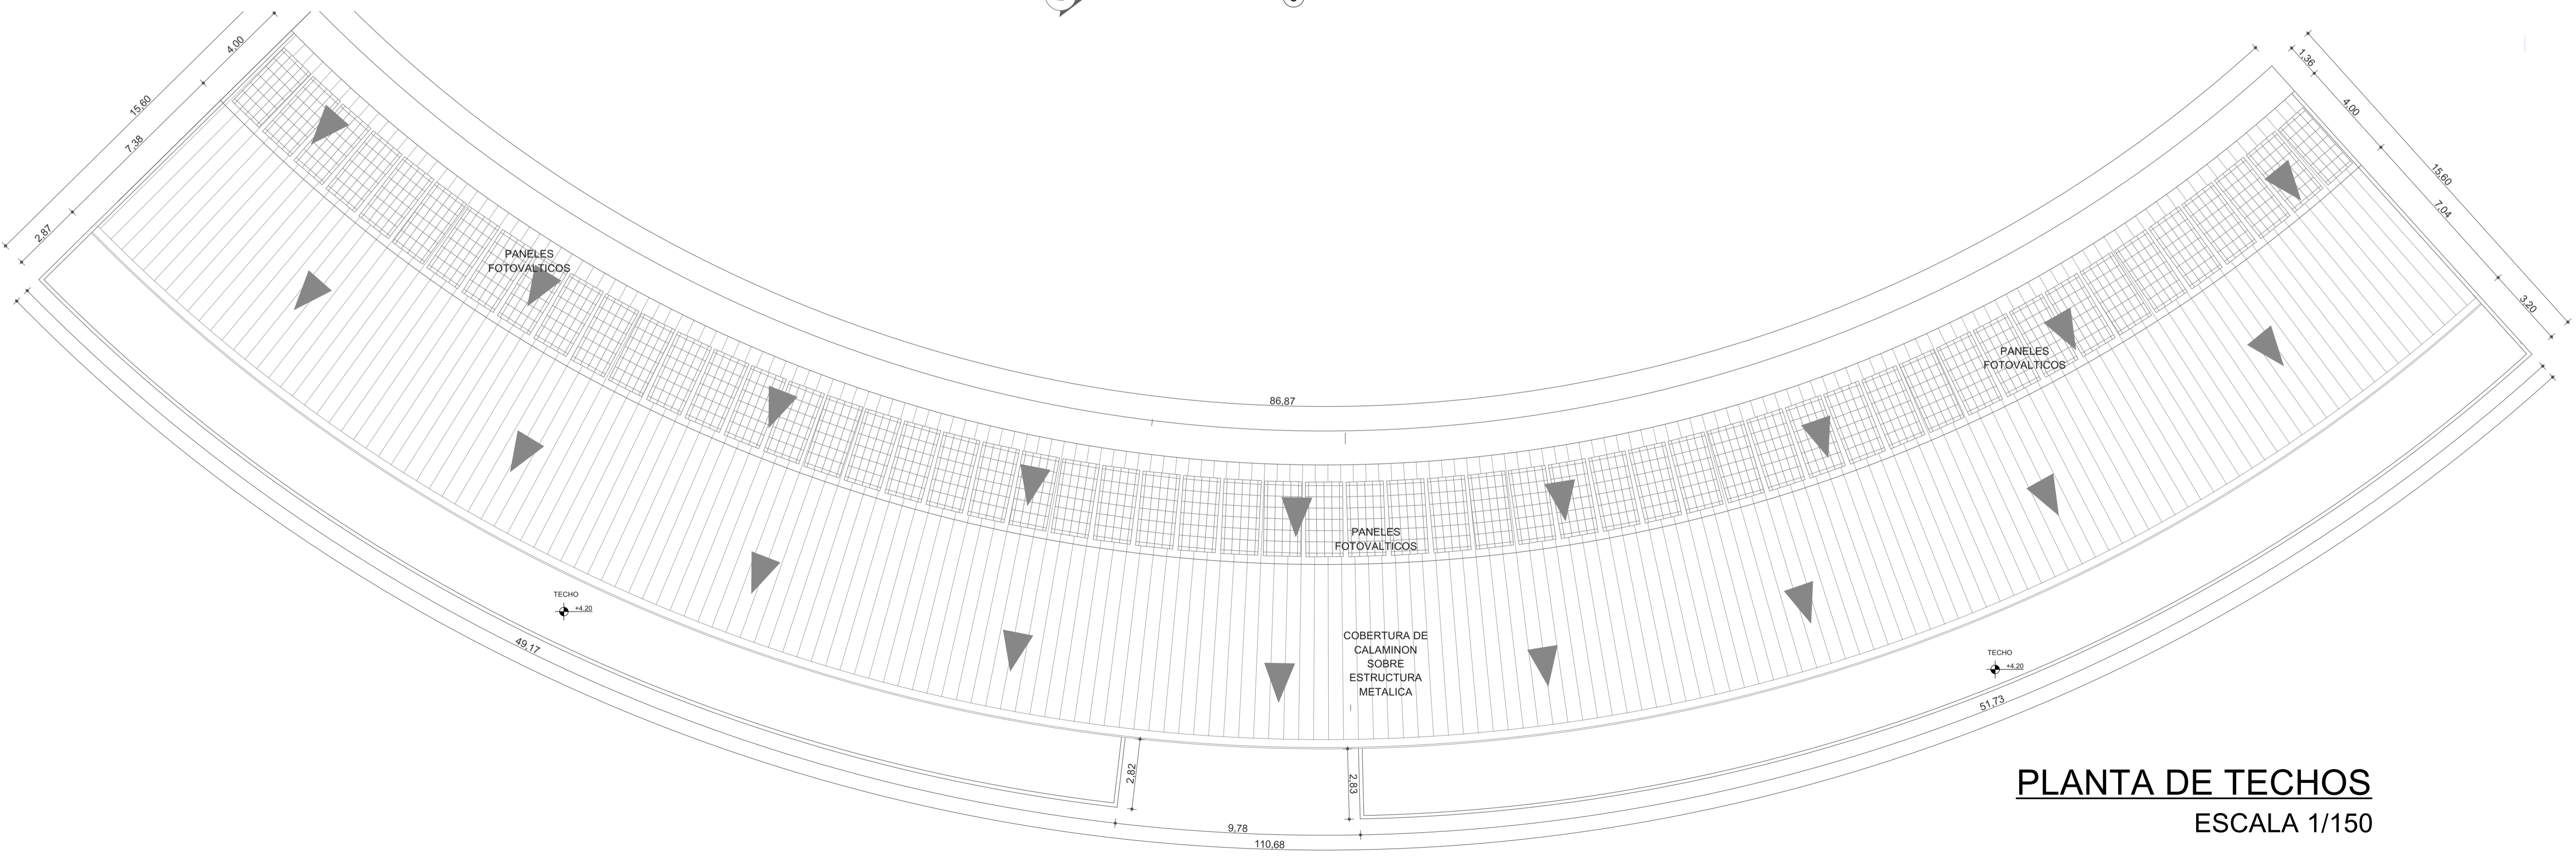 4,00
15,60
7,38
2,87
1,36
4,00
15,60
7,04
3,20
PANELES
FOTOVALTICOS
PANELES
FOTOVALTICOS
86,87
PANELES
FOTOVALTICOS
TECHO
+4.20
COBERTURA DE
CALAMINON
SOBRE
ESTRUCTURA
METALICA
TECHO
+4.20
49,17
51,73
2,82
2,83
9,78
110,68
PLANTA DE TECHOS
ESCALA 1/150